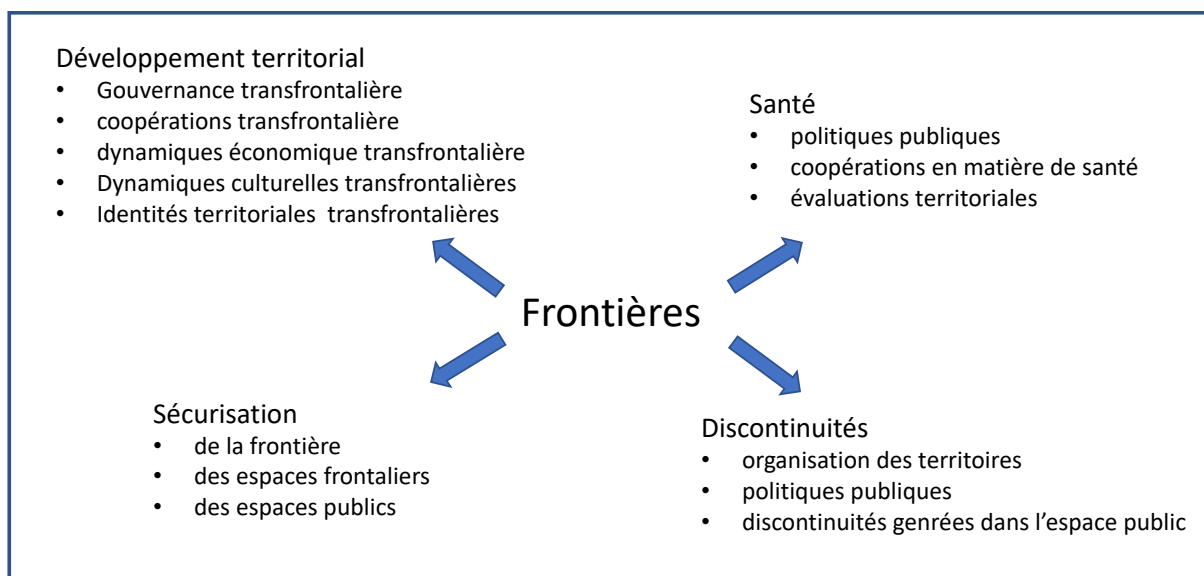 Développement territorial
• Gouvernance transfrontalière
• coopérations transfrontalière
• dynamiques économique transfrontalière
• Dynamiques culturelles transfrontalières
• Identités territoriales transfrontalières
Santé
• politiques publiques
• coopérations en matière de santé
• évaluations territoriales
Frontières
Sécurisation
• de la frontière
• des espaces frontaliers
• des espaces publics
Discontinuités
• organisation des territoires
• politiques publiques
• discontinuités genrées dans l’espace public